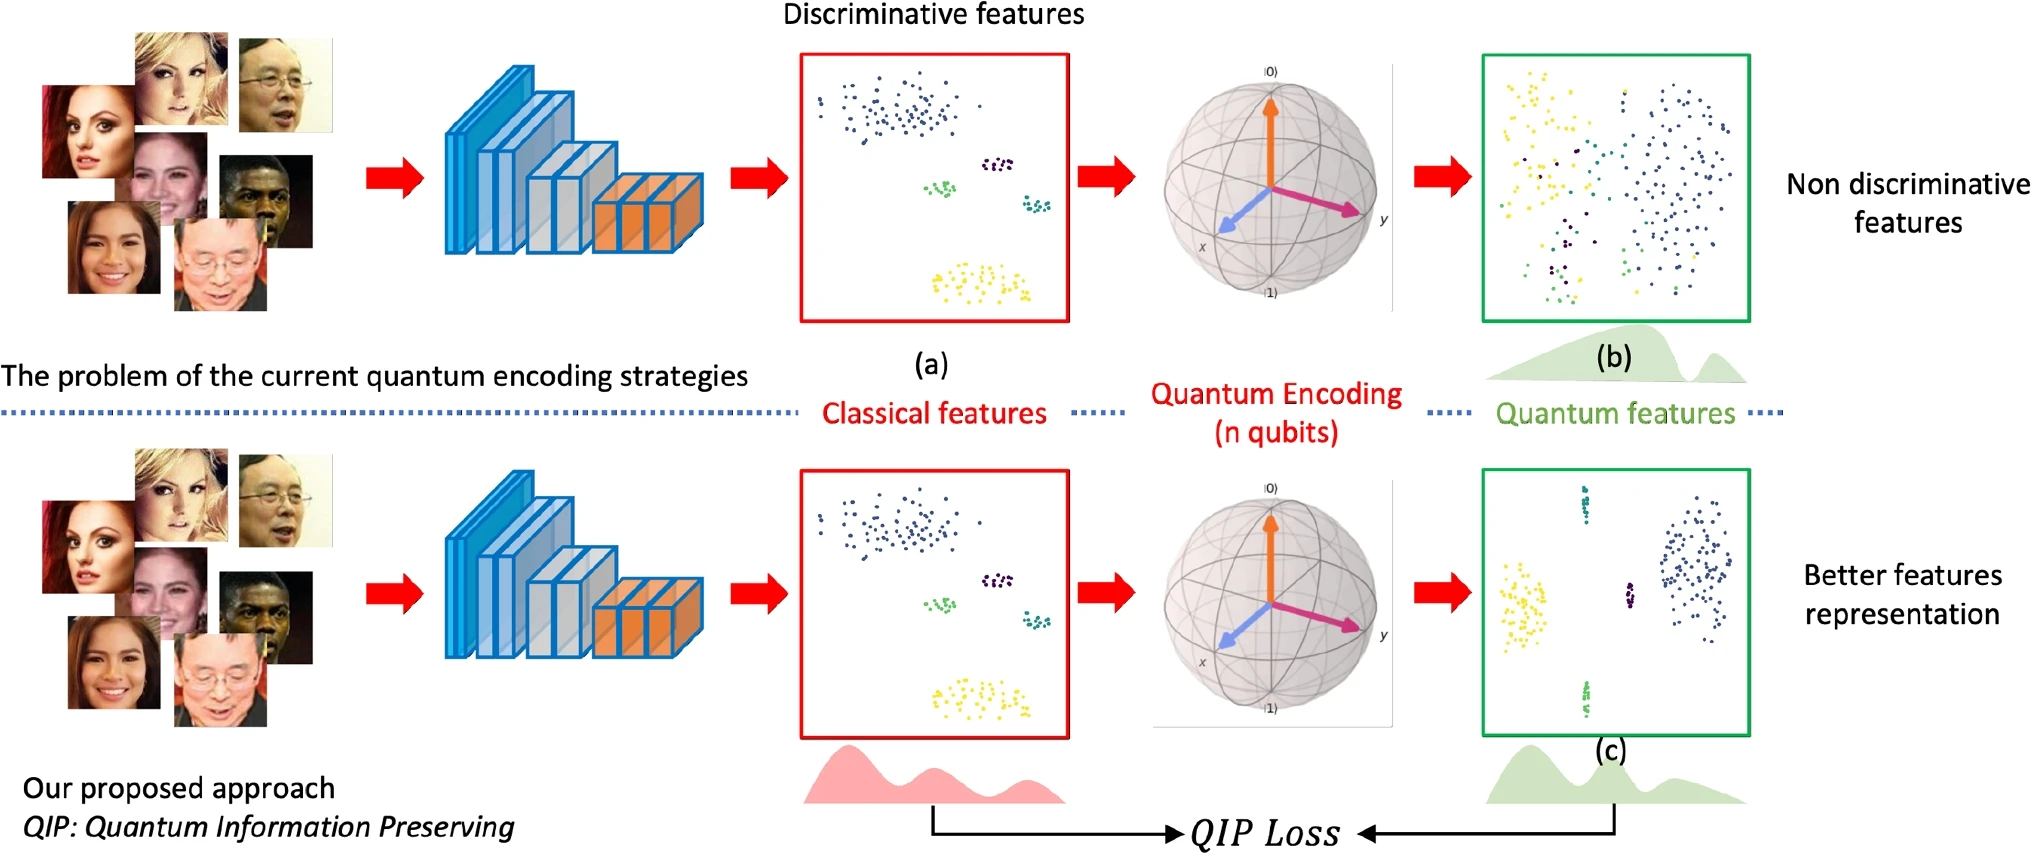 Discriminative features
|0⟩
x
y
|1⟩
Non discriminative
features
(a)
(b)
The problem of the current quantum encoding strategies
Classical features
Quantum Encoding
(n qubits)
Quantum features
|0⟩
x
y
|1⟩
Better features
representation
(c)
Our proposed approach
QIP: Quantum Information Preserving
QIP Loss